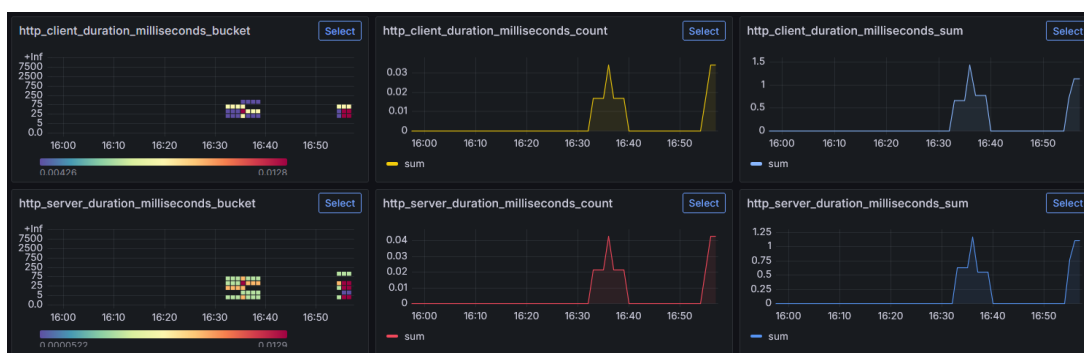 http_client_duration_milliseconds_bucket Select
+Inf
7500
2500
750
250
75
25
5
0.0
16:00 16:10 16:20 16:30 16:40 16:50
0.00426 0.0128
http_client_duration_milliseconds_count Select
0.03
0.02
0.01
0
16:00 16:10 16:20 16:30 16:40 16:50
sum
http_client_duration_milliseconds_sum Select
1.5
1
0.5
0
16:00 16:10 16:20 16:30 16:40 16:50
sum
http_server_duration_milliseconds_bucket Select
+Inf
7500
2500
750
250
75
25
5
0.0
16:00 16:10 16:20 16:30 16:40 16:50
0.0000522 0.0129
http_server_duration_milliseconds_count Select
0.04
0.03
0.02
0.01
0
16:00 16:10 16:20 16:30 16:40 16:50
sum
http_server_duration_milliseconds_sum Select
1.25
1
0.75
0.5
0.25
0
16:00 16:10 16:20 16:30 16:40 16:50
sum